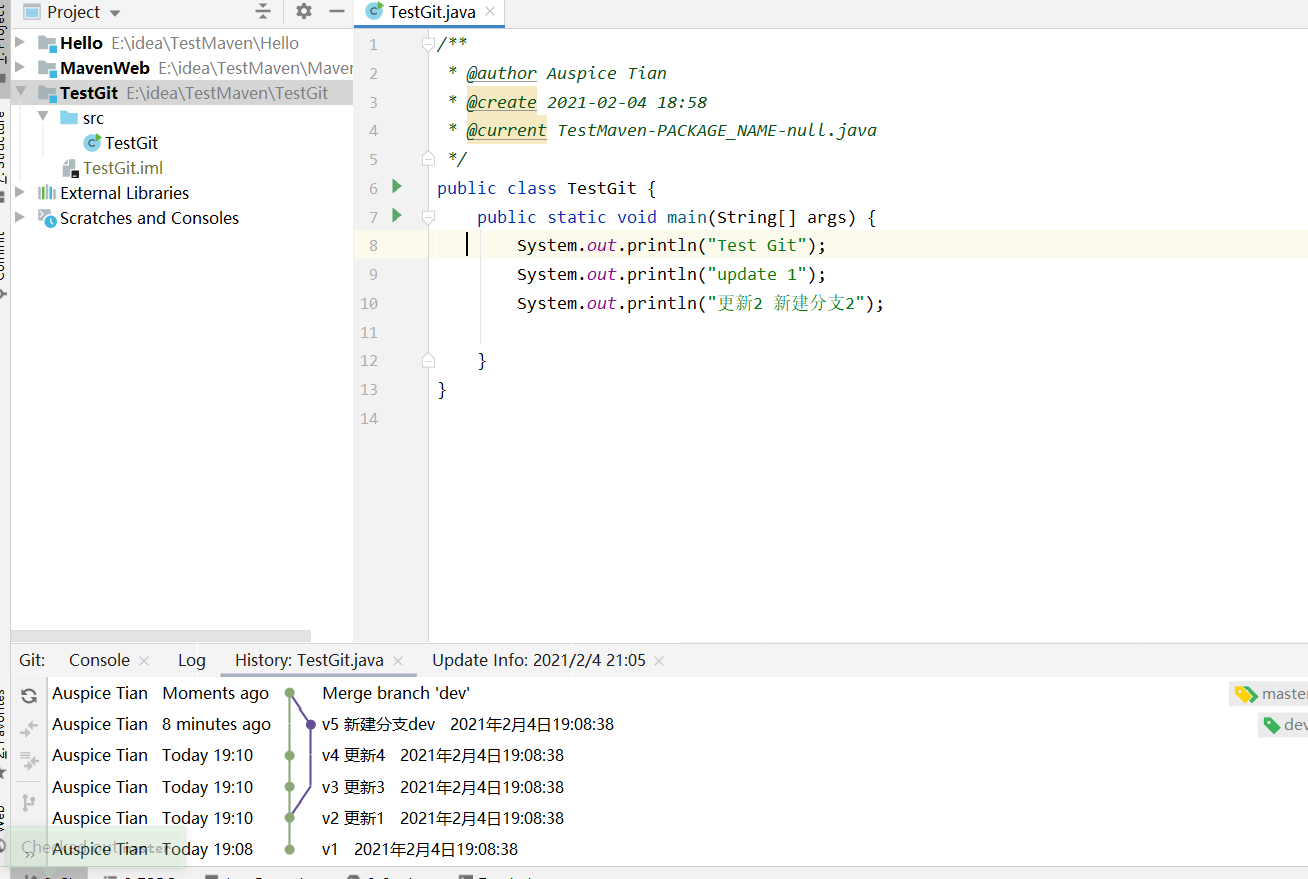 Project
TestGit.java
Hello E:\idea\TestMaven\Hello
MavenWeb E:\idea\TestMaven\Maven
TestGit E:\idea\TestMaven\TestGit
src
TestGit
TestGit.iml
External Libraries
Scratches and Consoles
1 /**
2 * @author Auspice Tian
3 * @create 2021-02-04 18:58
4 * @current TestMaven-PACKAGE_NAME-null.java
5 */
6 public class TestGit {
7 public static void main(String[] args) {
8 System.out.println("Test Git");
9 System.out.println("update 1");
10 System.out.println("更新2 新建分支2");
11
12 }
13 }
14
Git: Console Log History: TestGit.java Update Info: 2021/2/4 21:05
Auspice Tian Moments ago Merge branch 'dev' master
Auspice Tian 8 minutes ago v5 新建分支dev 2021年2月4日19:08:38 dev
Auspice Tian Today 19:10 v4 更新4 2021年2月4日19:08:38
Auspice Tian Today 19:10 v3 更新3 2021年2月4日19:08:38
Auspice Tian Today 19:10 v2 更新1 2021年2月4日19:08:38
Auspice Tian Today 19:08 v1 2021年2月4日19:08:38
Checked out master